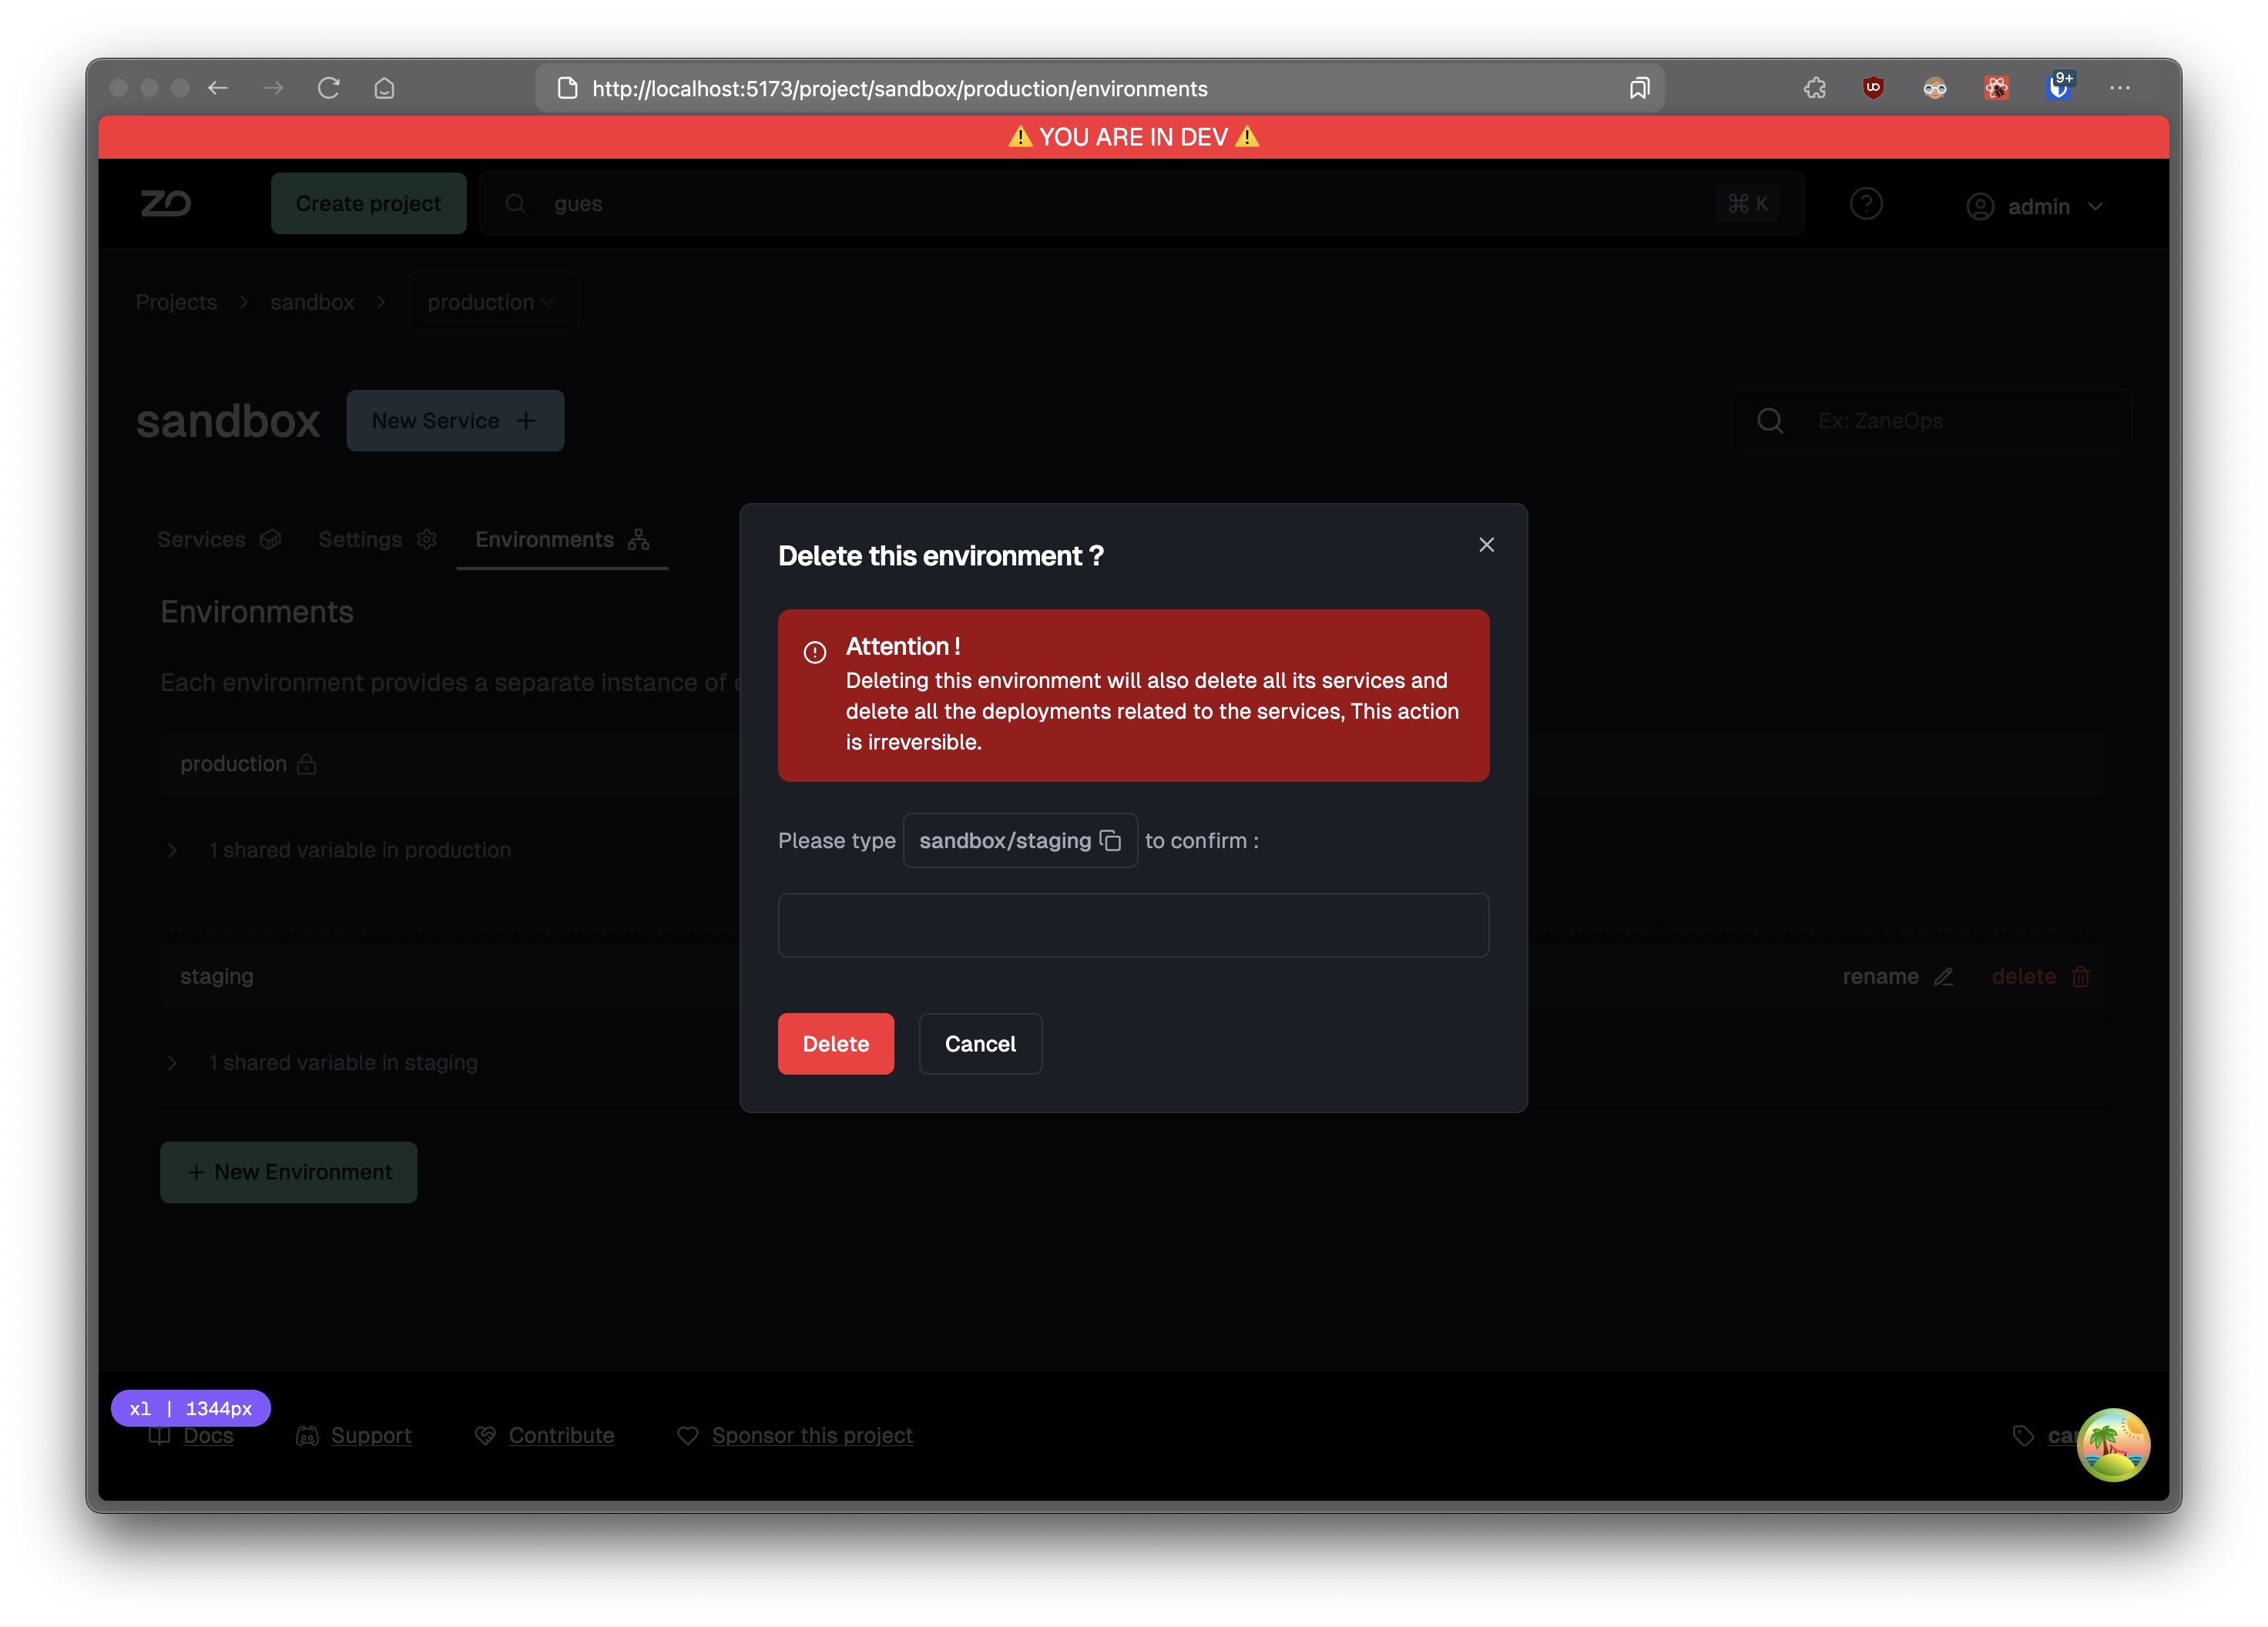 http://localhost:5173/project/sandbox/production/environments
9+
⚠️ YOU ARE IN DEV ⚠️
ZO
Create project
gues
⌘ K
admin
Projects > sandbox > production
sandbox
New Service +
Ex: ZaneOps
Services
Settings
Environments
Environments
Each environment provides a separate instance of
production
1 shared variable in production
staging
rename
delete
1 shared variable in staging
+ New Environment
Delete this environment ?
Attention !
Deleting this environment will also delete all its services and
delete all the deployments related to the services, This action
is irreversible.
Please type sandbox/staging to confirm :
Delete
Cancel
xl | 1344px
Docs
Support
Contribute
Sponsor this project